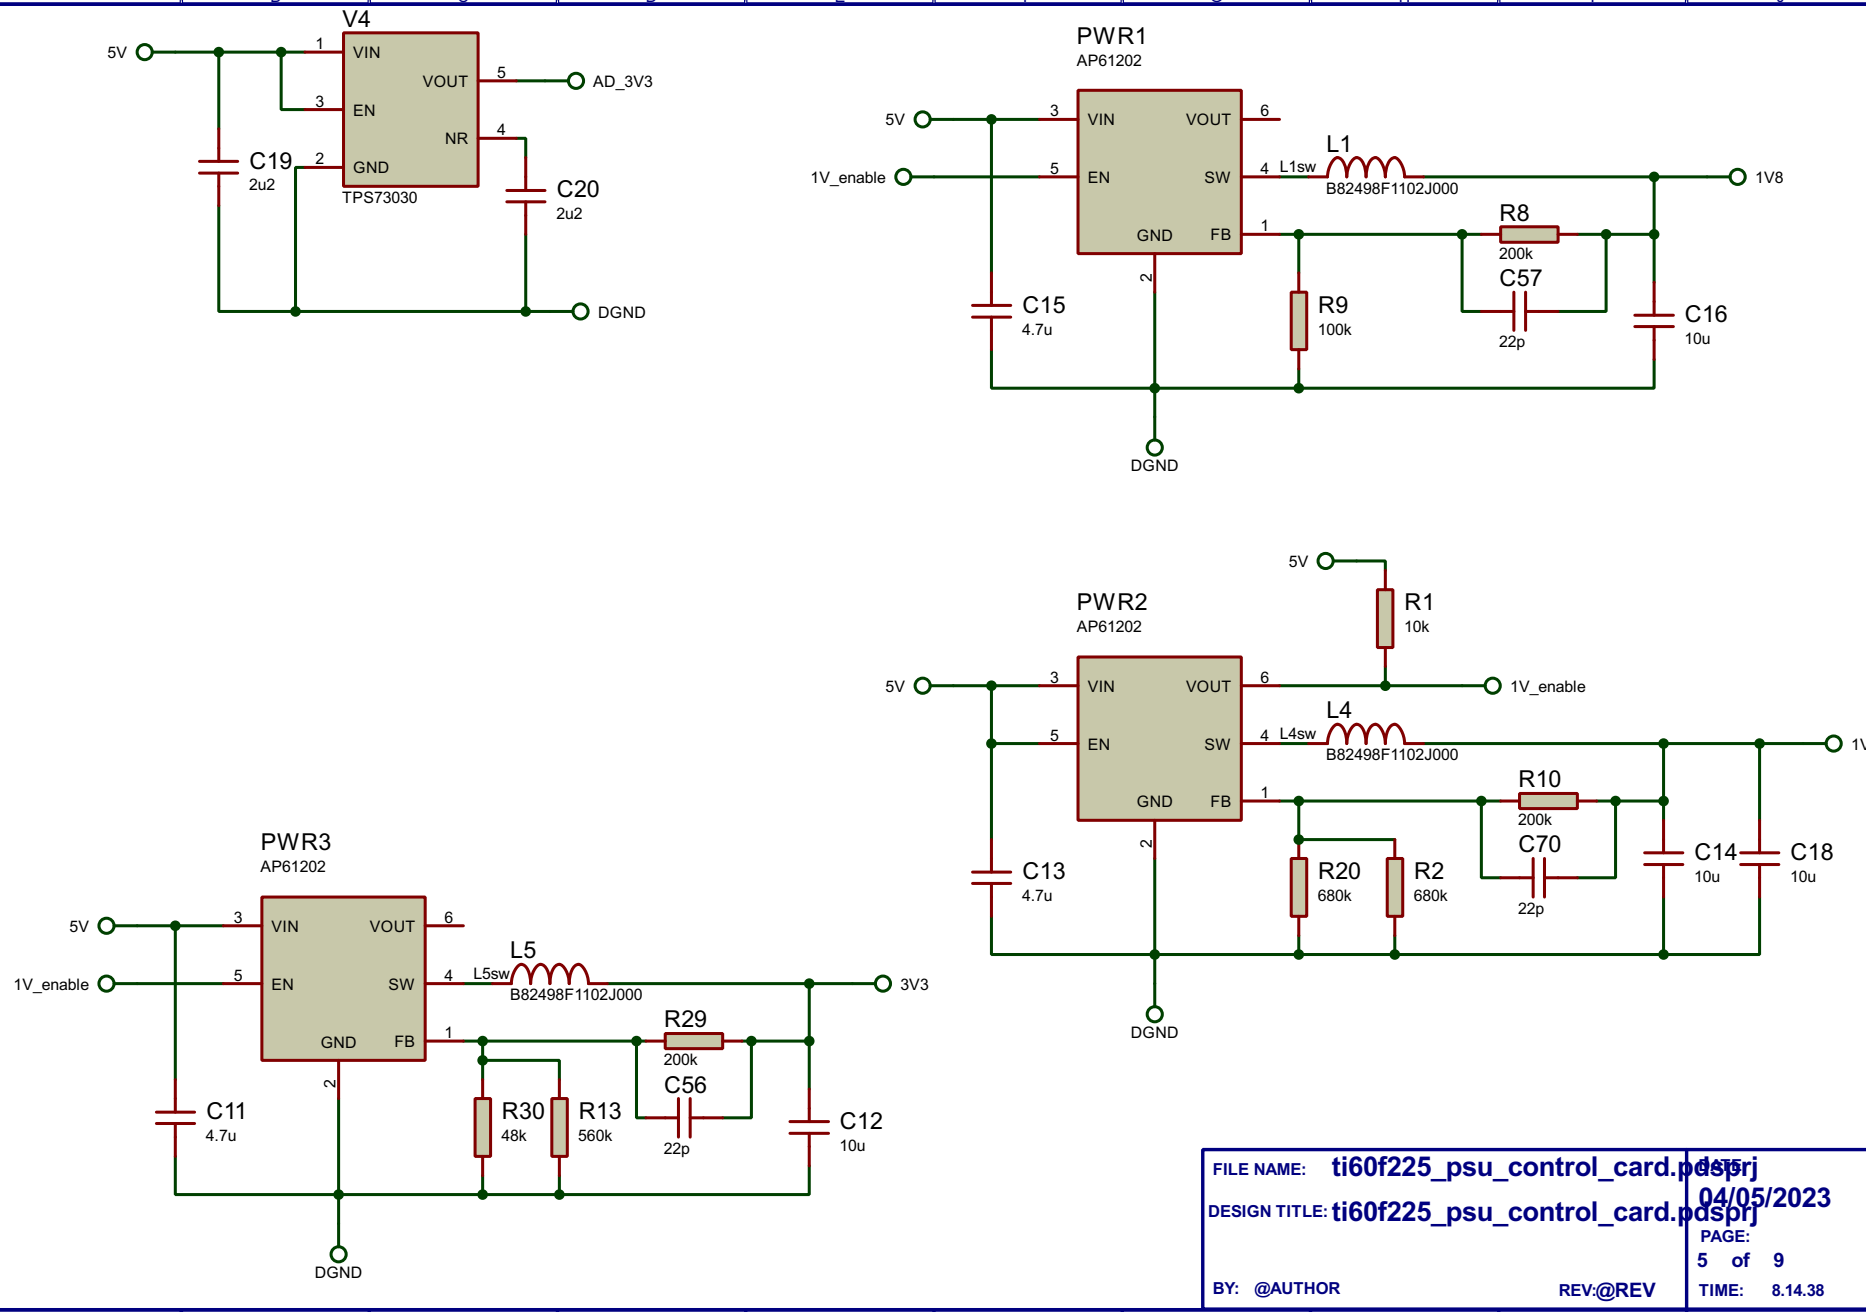 V4
5V
1
VIN
VOUT
5
AD_3V3
3
EN
NR
4
2
GND
TPS73030
C19
2u2
C20
2u2
DGND
PWR1
AP61202
5V
3
VIN
VOUT
6
1V_enable
5
EN
SW
4
L1sw
L1
B82498F1102J000
1V8
GND
FB
1
2
R8
200k
C57
22p
C15
4.7u
R9
100k
C16
10u
DGND
5V
R1
10k
PWR2
AP61202
5V
3
VIN
VOUT
6
1V_enable
5
EN
SW
4
L4sw
L4
B82498F1102J000
GND
FB
1
2
R10
200k
C70
22p
C13
4.7u
R20
680k
R2
680k
C14
10u
C18
10u
DGND
PWR3
AP61202
5V
3
VIN
VOUT
6
1V_enable
5
EN
SW
4
L5sw
L5
B82498F1102J000
3V3
GND
FB
1
2
R29
200k
C56
22p
C11
4.7u
R30
48k
R13
560k
C12
10u
DGND
FILE NAME: ti60f225_psu_control_card.pdsprj
DATE:
04/05/2023
DESIGN TITLE: ti60f225_psu_control_card.pdsprj
PAGE:
5 of 9
BY: @AUTHOR REV:@REV TIME: 8.14.38